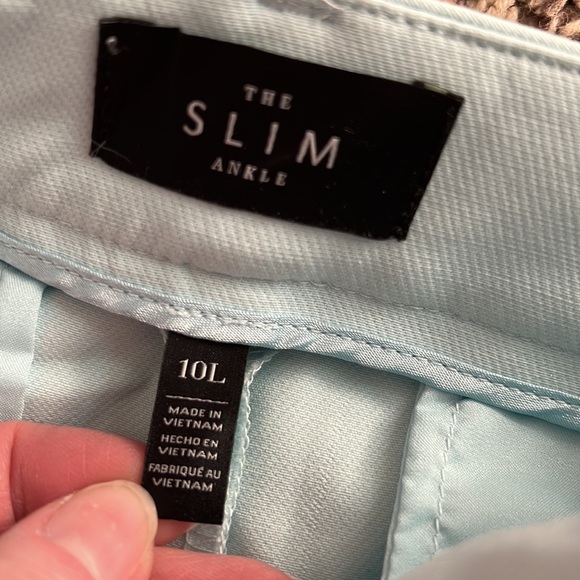 THE
SLIM
ANKLE
10L
MADE IN
VIETNAM
HECHO EN
VIETNAM
FABRIQUÉ AU
VIETNAM